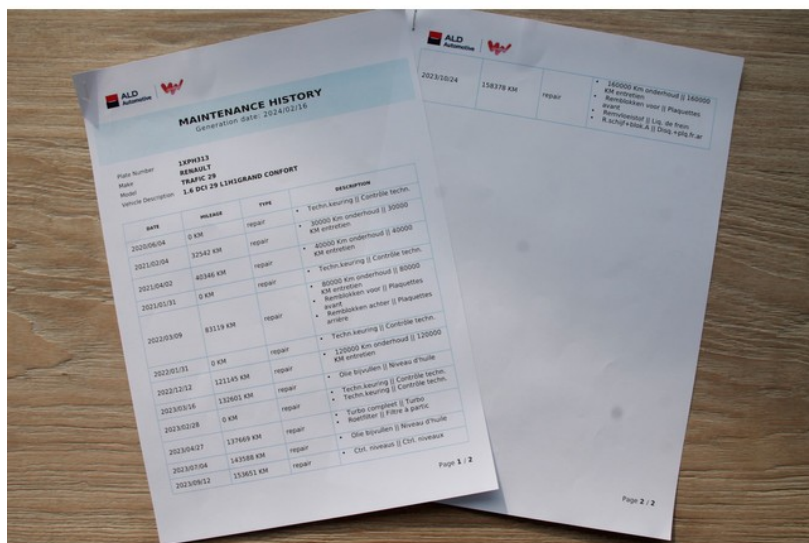 ALD
Automotive
MAINTENANCE HISTORY
Generation date: 2024/02/16
Plate Number 1XPH313
Make RENAULT
Model TRAFIC 29
Vehicle Description 1.6 DCI 29 L1H1GRAND CONFORT
DATE MILEAGE TYPE DESCRIPTION
2020/06/04 0 KM repair • Techn.keuring || Contrôle techn.
2021/02/04 32542 KM repair • 30000 Km onderhoud || 30000
KM entretien
2021/04/02 40346 KM repair • 40000 Km onderhoud || 40000
KM entretien
2021/01/31 0 KM repair • Techn.keuring || Contrôle techn.
2022/03/09 83119 KM repair • 80000 Km onderhoud || 80000
KM entretien
• Remblokken voor || Plaquettes
avant
• Remblokken achter || Plaquettes
arrière
2022/01/31 0 KM repair • Techn.keuring || Contrôle techn.
2022/12/12 121145 KM repair • 120000 Km onderhoud || 120000
KM entretien
2023/03/16 132601 KM repair • Olie bijvullen || Niveau d'huile
2023/02/28 0 KM repair • Techn.keuring || Contrôle techn.
• Techn.keuring || Contrôle techn.
2023/04/27 137669 KM repair • Turbo compleet || Turbo
• Roetfilter || Filtre à partic
2023/07/04 143588 KM repair • Olie bijvullen || Niveau d'huile
2023/09/12 153651 KM repair • Ctrl. niveaus || Ctrl. niveaux
Page 1 / 2
ALD
Automotive
2023/10/24 158378 KM repair • 160000 Km onderhoud || 160000
KM entretien
• Remblokken voor || Plaquettes
avant
• Remvloeistof || Liq. de frein
• R.schijf+blok.A || Disq.+plq.fr.ar
Page 2 / 2